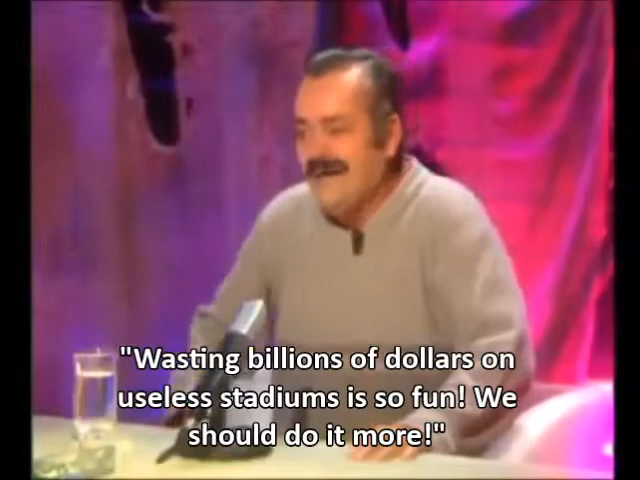 "Wasting billions of dollars on
useless stadiums is so fun! We
should do it more!"